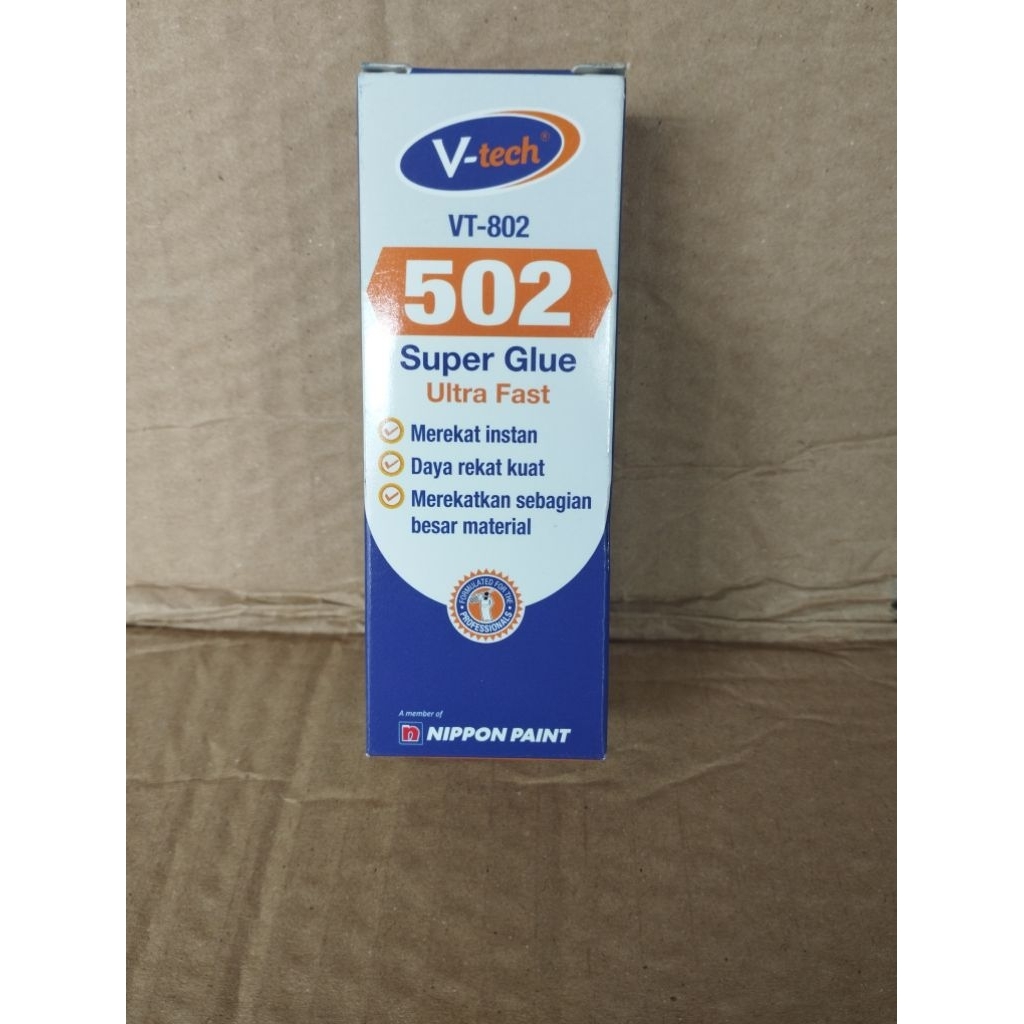 V-tech®
VT-802
502
Super Glue
Ultra Fast
Merekat instan
Daya rekat kuat
Merekatkan sebagian
besar material
FORMULATED FOR THE
PROFESSIONALS
A member of
n NIPPON PAINT